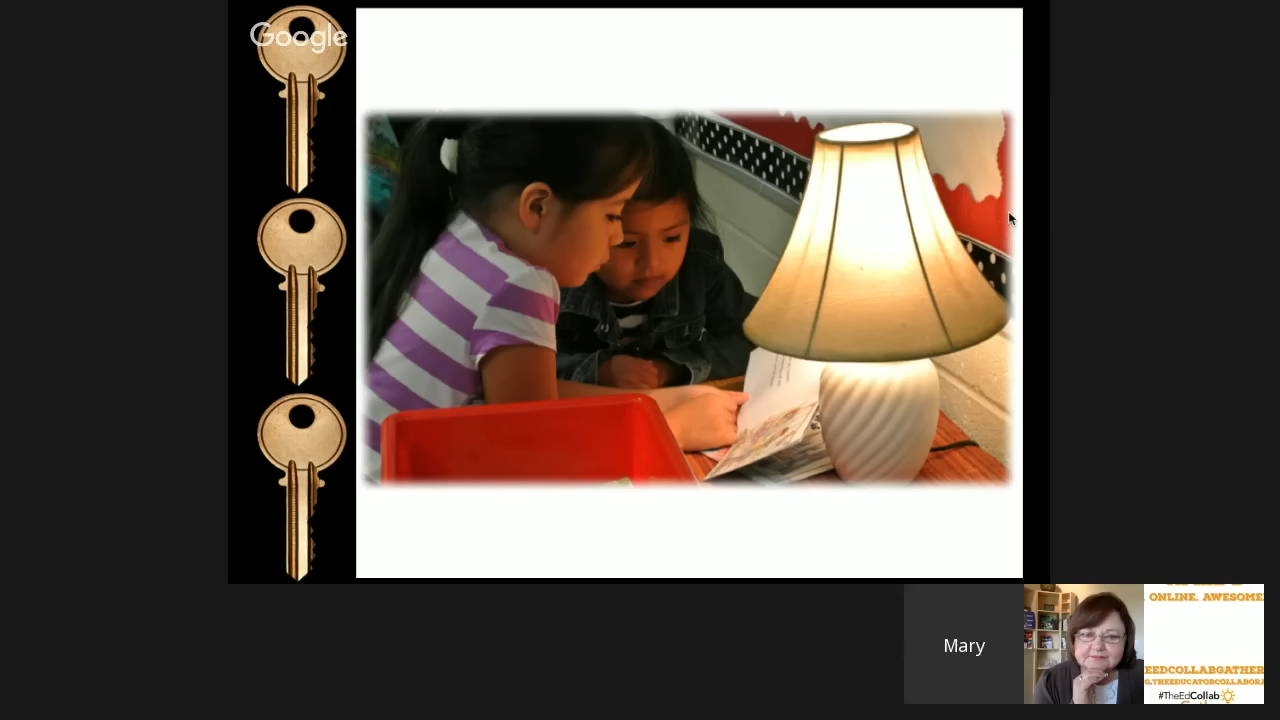 Google
Mary
ONLINE. AWESOME
EEDCOLLABGATHER
G.THEEDUCATORCOLLABORA
#TheEdCollab